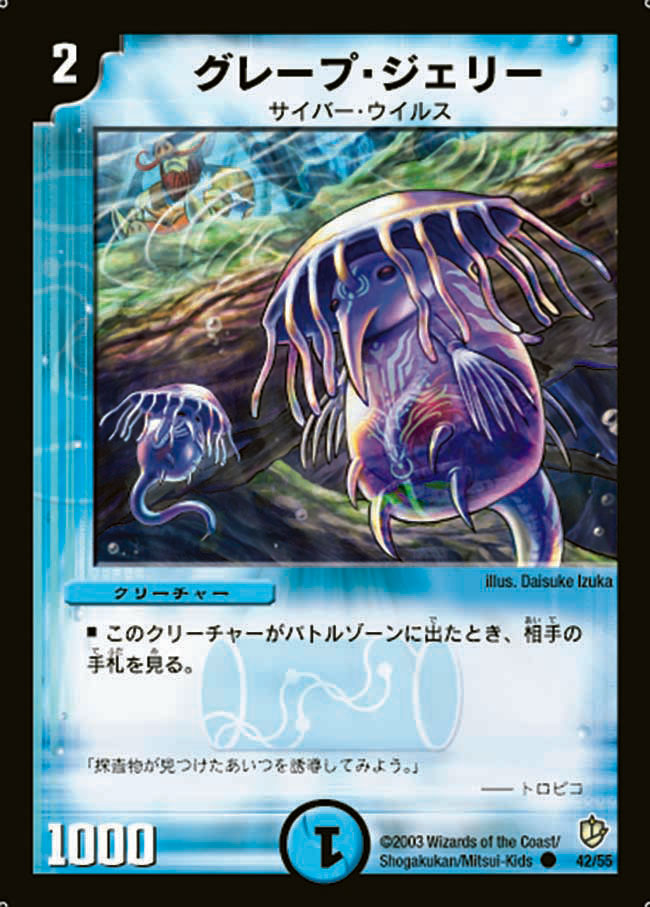 2
グレープ・ジェリー
サイバー・ウイルス
illus. Daisuke Izuka
クリーチャー
■ このクリーチャーがバトルゾーンに出たとき、相手の
手札を見る。
「探査物が見つけたあいつを誘導してみよう。」
—— トロピコ
1000
1
©2003 Wizards of the Coast/
Shogakukan/Mitsui-Kids ● 42/55